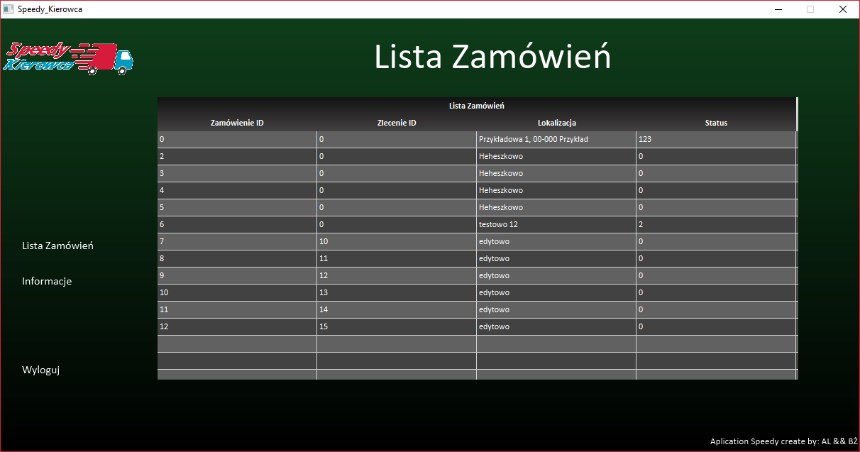 Speedy_Kierowca
Speedy
Kierowca
Lista Zamówień
Lista Zamówień
Zamówienie ID Zlecenie ID Lokalizacja Status
0 0 Przykładowa 1, 00-000 Przykład 123
2 0 Heheszkowo 0
3 0 Heheszkowo 0
4 0 Heheszkowo 0
5 0 Heheszkowo 0
6 0 testowo 12 2
7 10 edytowo 0
8 11 edytowo 0
9 12 edytowo 0
10 13 edytowo 0
11 14 edytowo 0
12 15 edytowo 0
Lista Zamówień
Informacje
Wyloguj
Aplication Speedy create by: AL && BŻ